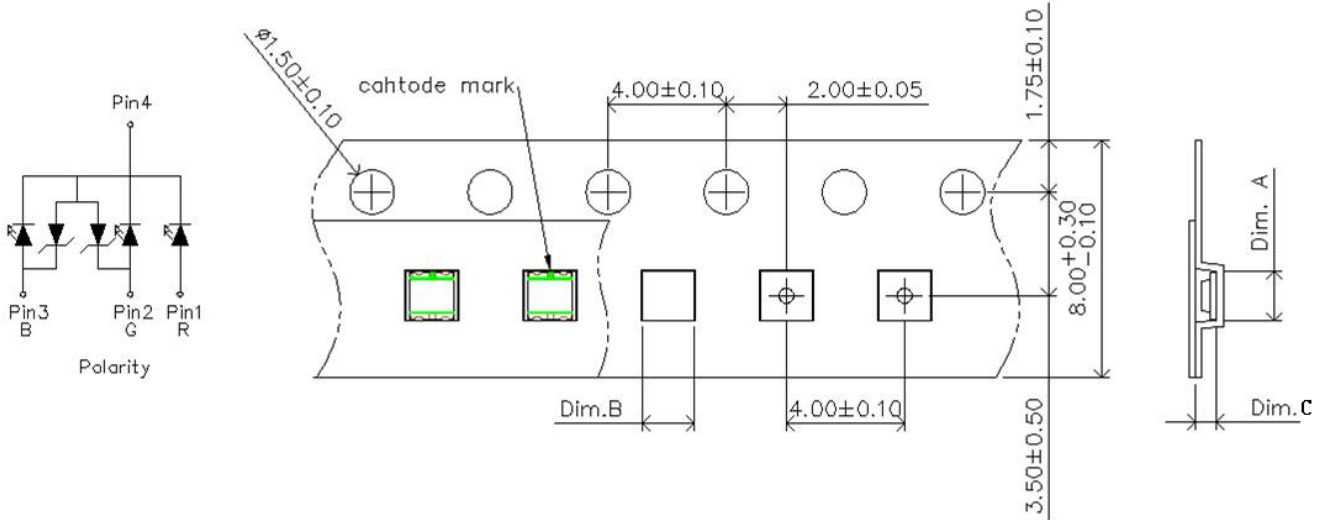 Pin4
Pin3
B
Pin2
G
Pin1
R
Polarity
ø1.50±0.10
cahtode mark
4.00±0.10
2.00±0.05
1.75±0.10
8.00+0.30
-0.10
3.50±0.50
Dim.B
4.00±0.10
Dim. A
Dim.C